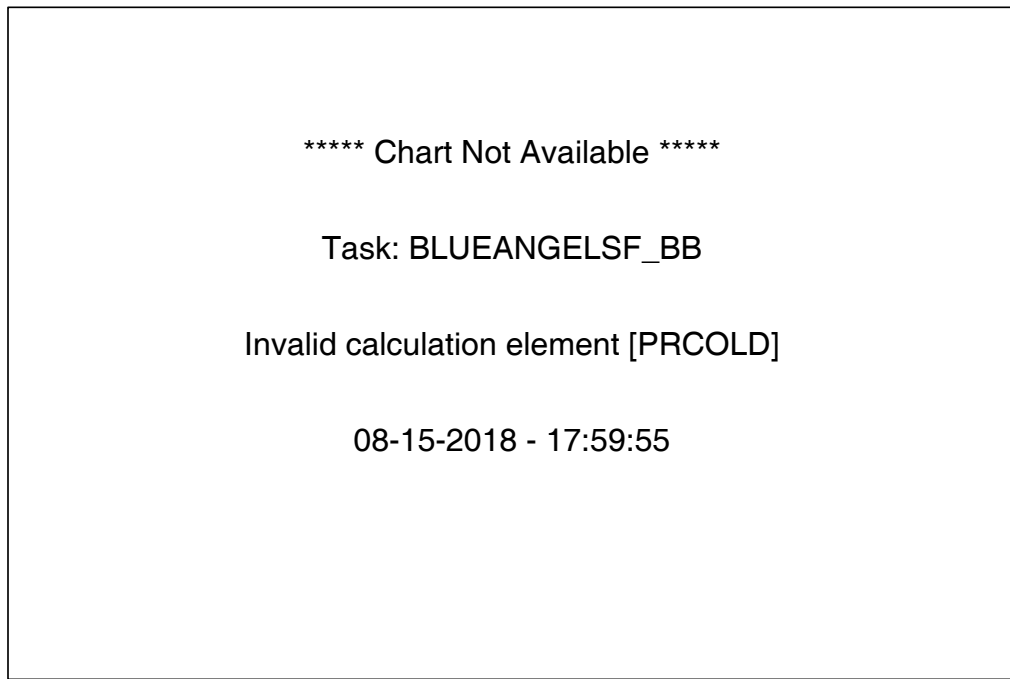 ***** Chart Not Available *****
Task: BLUEANGELSF_BB
Invalid calculation element [PRCOLD]
08-15-2018 - 17:59:55